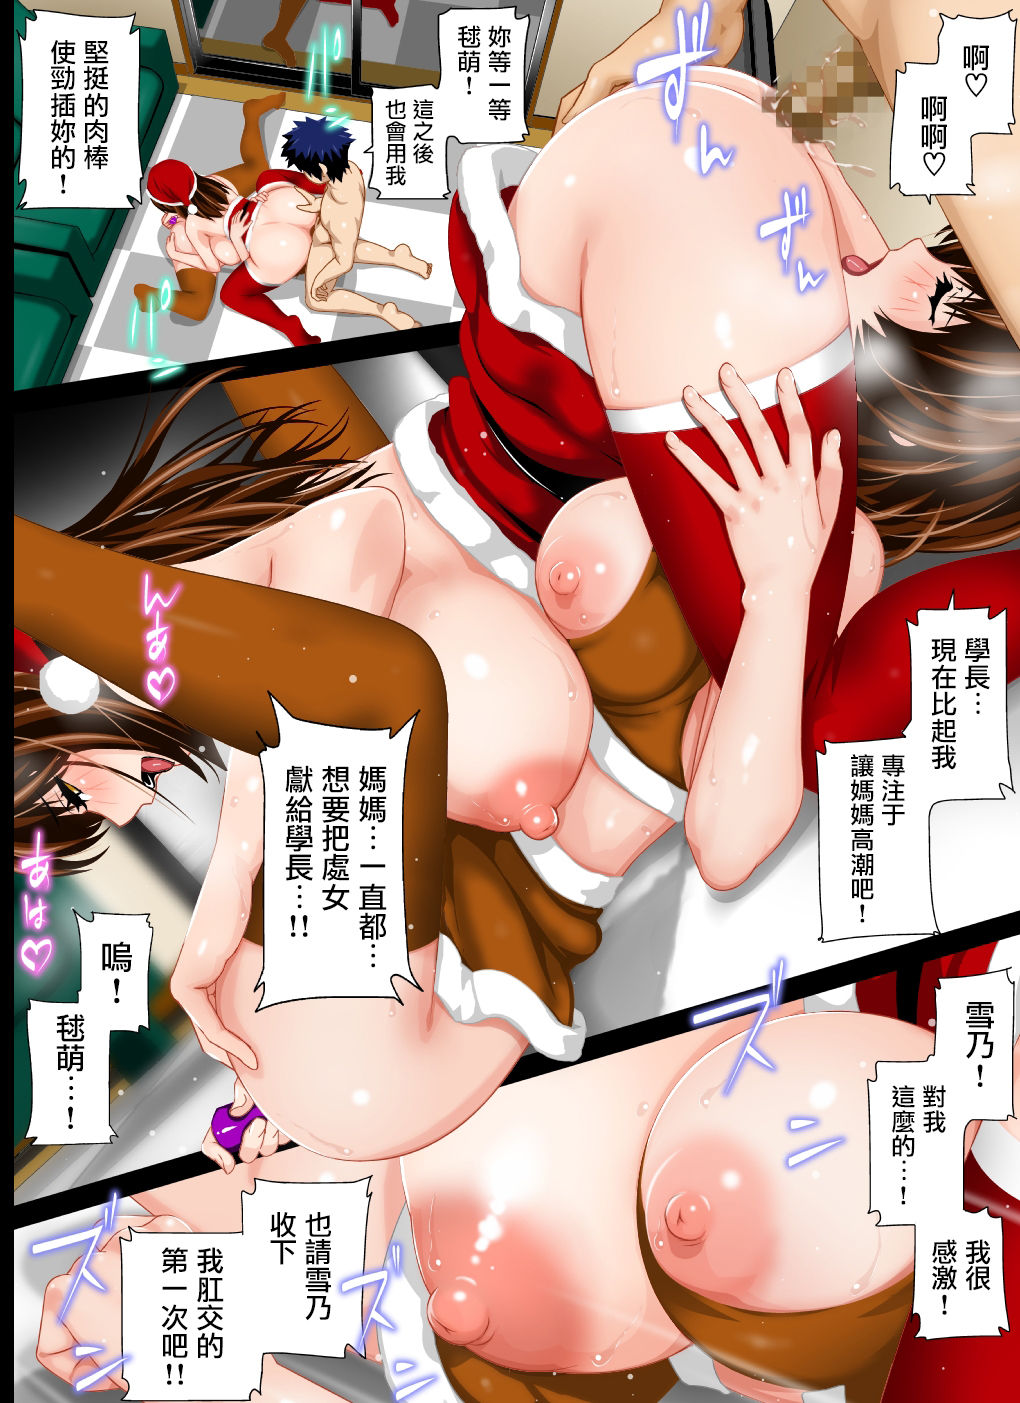 啊♡
啊啊♡
妳等一等
毬萌!
這之後
也會用我
堅挺的肉棒
使勁插妳的!
ずん
ずん
パン
パン
學長…
現在比起我
專注于
讓媽媽高潮吧!
媽媽…一直都…
想要把處女
獻給學長…!!
んあ♡
あは♡
嗚!
毬萌…!
雪乃!
對我
這麼的…!
我很
感激!
也請雪乃
收下
我肛交的
第一次吧!!
ズン
ズン
ズン